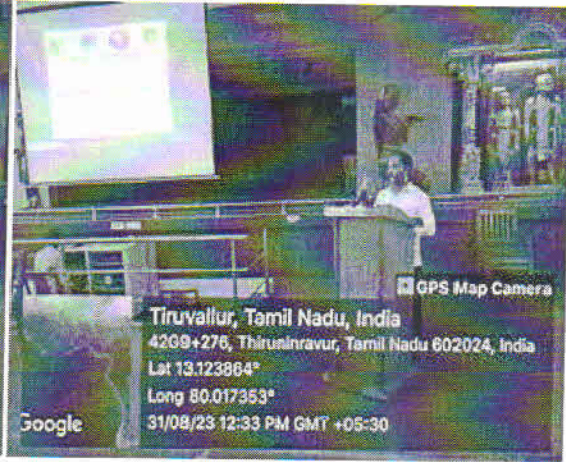 GPS Map Camera
Tiruvallur, Tamil Nadu, India
42G9+276, Thiruninravur, Tamil Nadu 602024, India
Lat 13.123864°
Long 80.017353°
31/08/23 12:33 PM GMT +05:30
Google